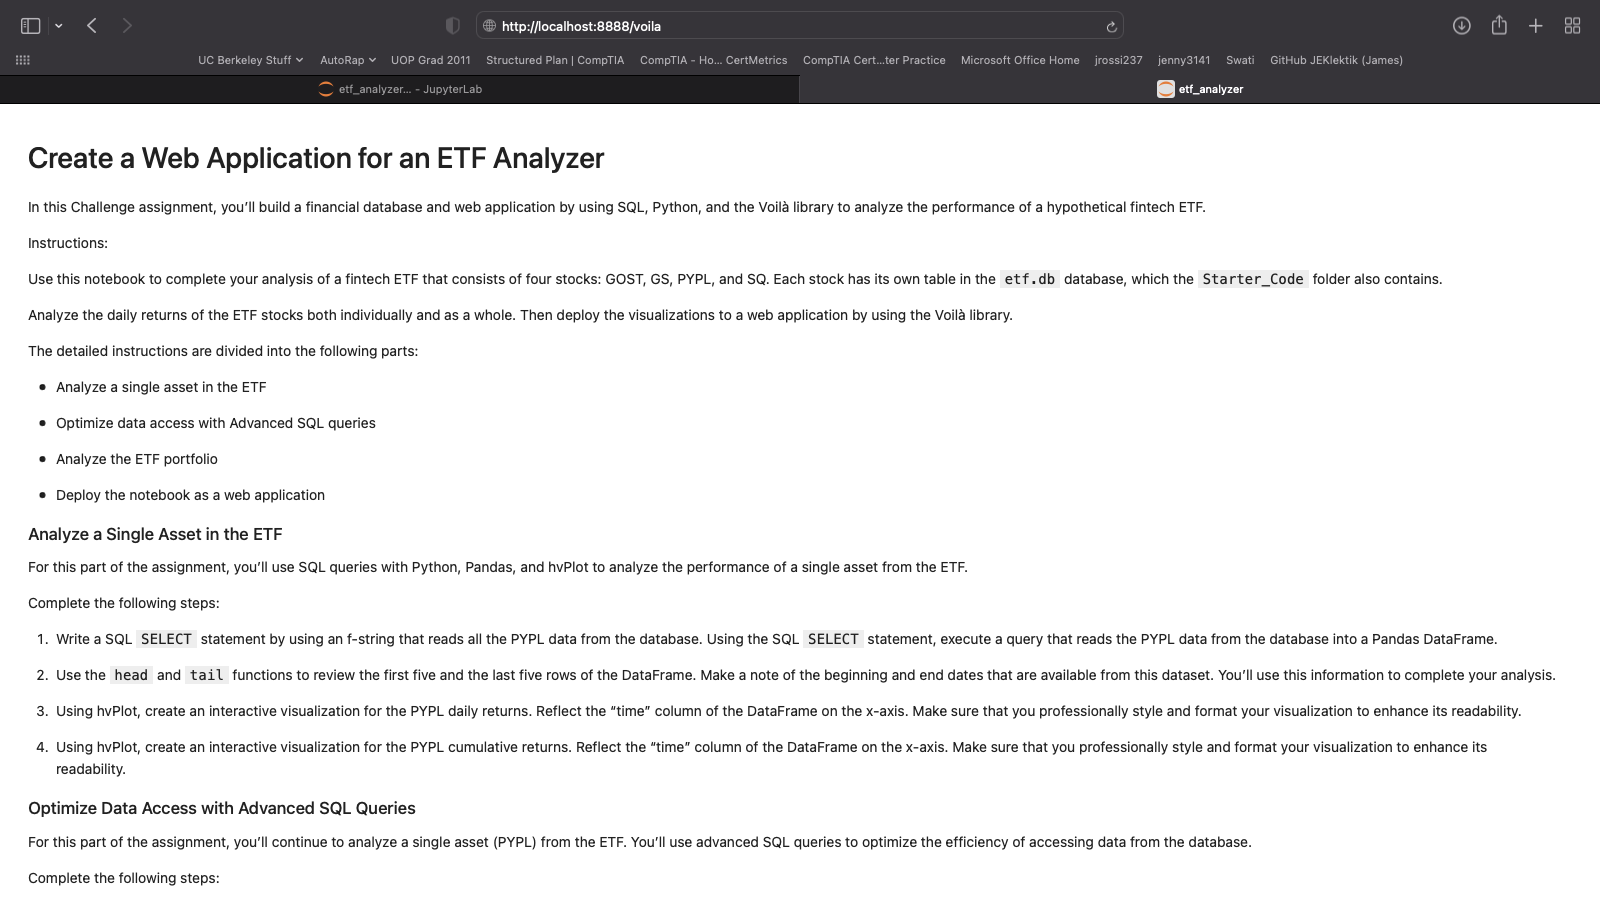 http://localhost:8888/voila
UC Berkeley Stuff AutoRap UOP Grad 2011 Structured Plan | CompTIA CompTIA - Ho... CertMetrics CompTIA Cert...ter Practice Microsoft Office Home jrossi237 jenny3141 Swati GitHub JEKlektik (James)
etf_analyzer... - JupyterLab etf_analyzer
Create a Web Application for an ETF Analyzer
In this Challenge assignment, you’ll build a financial database and web application by using SQL, Python, and the Voilà library to analyze the performance of a hypothetical fintech ETF.
Instructions:
Use this notebook to complete your analysis of a fintech ETF that consists of four stocks: GOST, GS, PYPL, and SQ. Each stock has its own table in the etf.db database, which the Starter_Code folder also contains.
Analyze the daily returns of the ETF stocks both individually and as a whole. Then deploy the visualizations to a web application by using the Voilà library.
The detailed instructions are divided into the following parts:
• Analyze a single asset in the ETF
• Optimize data access with Advanced SQL queries
• Analyze the ETF portfolio
• Deploy the notebook as a web application
Analyze a Single Asset in the ETF
For this part of the assignment, you’ll use SQL queries with Python, Pandas, and hvPlot to analyze the performance of a single asset from the ETF.
Complete the following steps:
1. Write a SQL SELECT statement by using an f-string that reads all the PYPL data from the database. Using the SQL SELECT statement, execute a query that reads the PYPL data from the database into a Pandas DataFrame.
2. Use the head and tail functions to review the first five and the last five rows of the DataFrame. Make a note of the beginning and end dates that are available from this dataset. You’ll use this information to complete your analysis.
3. Using hvPlot, create an interactive visualization for the PYPL daily returns. Reflect the “time” column of the DataFrame on the x-axis. Make sure that you professionally style and format your visualization to enhance its readability.
4. Using hvPlot, create an interactive visualization for the PYPL cumulative returns. Reflect the “time” column of the DataFrame on the x-axis. Make sure that you professionally style and format your visualization to enhance its
readability.
Optimize Data Access with Advanced SQL Queries
For this part of the assignment, you’ll continue to analyze a single asset (PYPL) from the ETF. You’ll use advanced SQL queries to optimize the efficiency of accessing data from the database.
Complete the following steps: